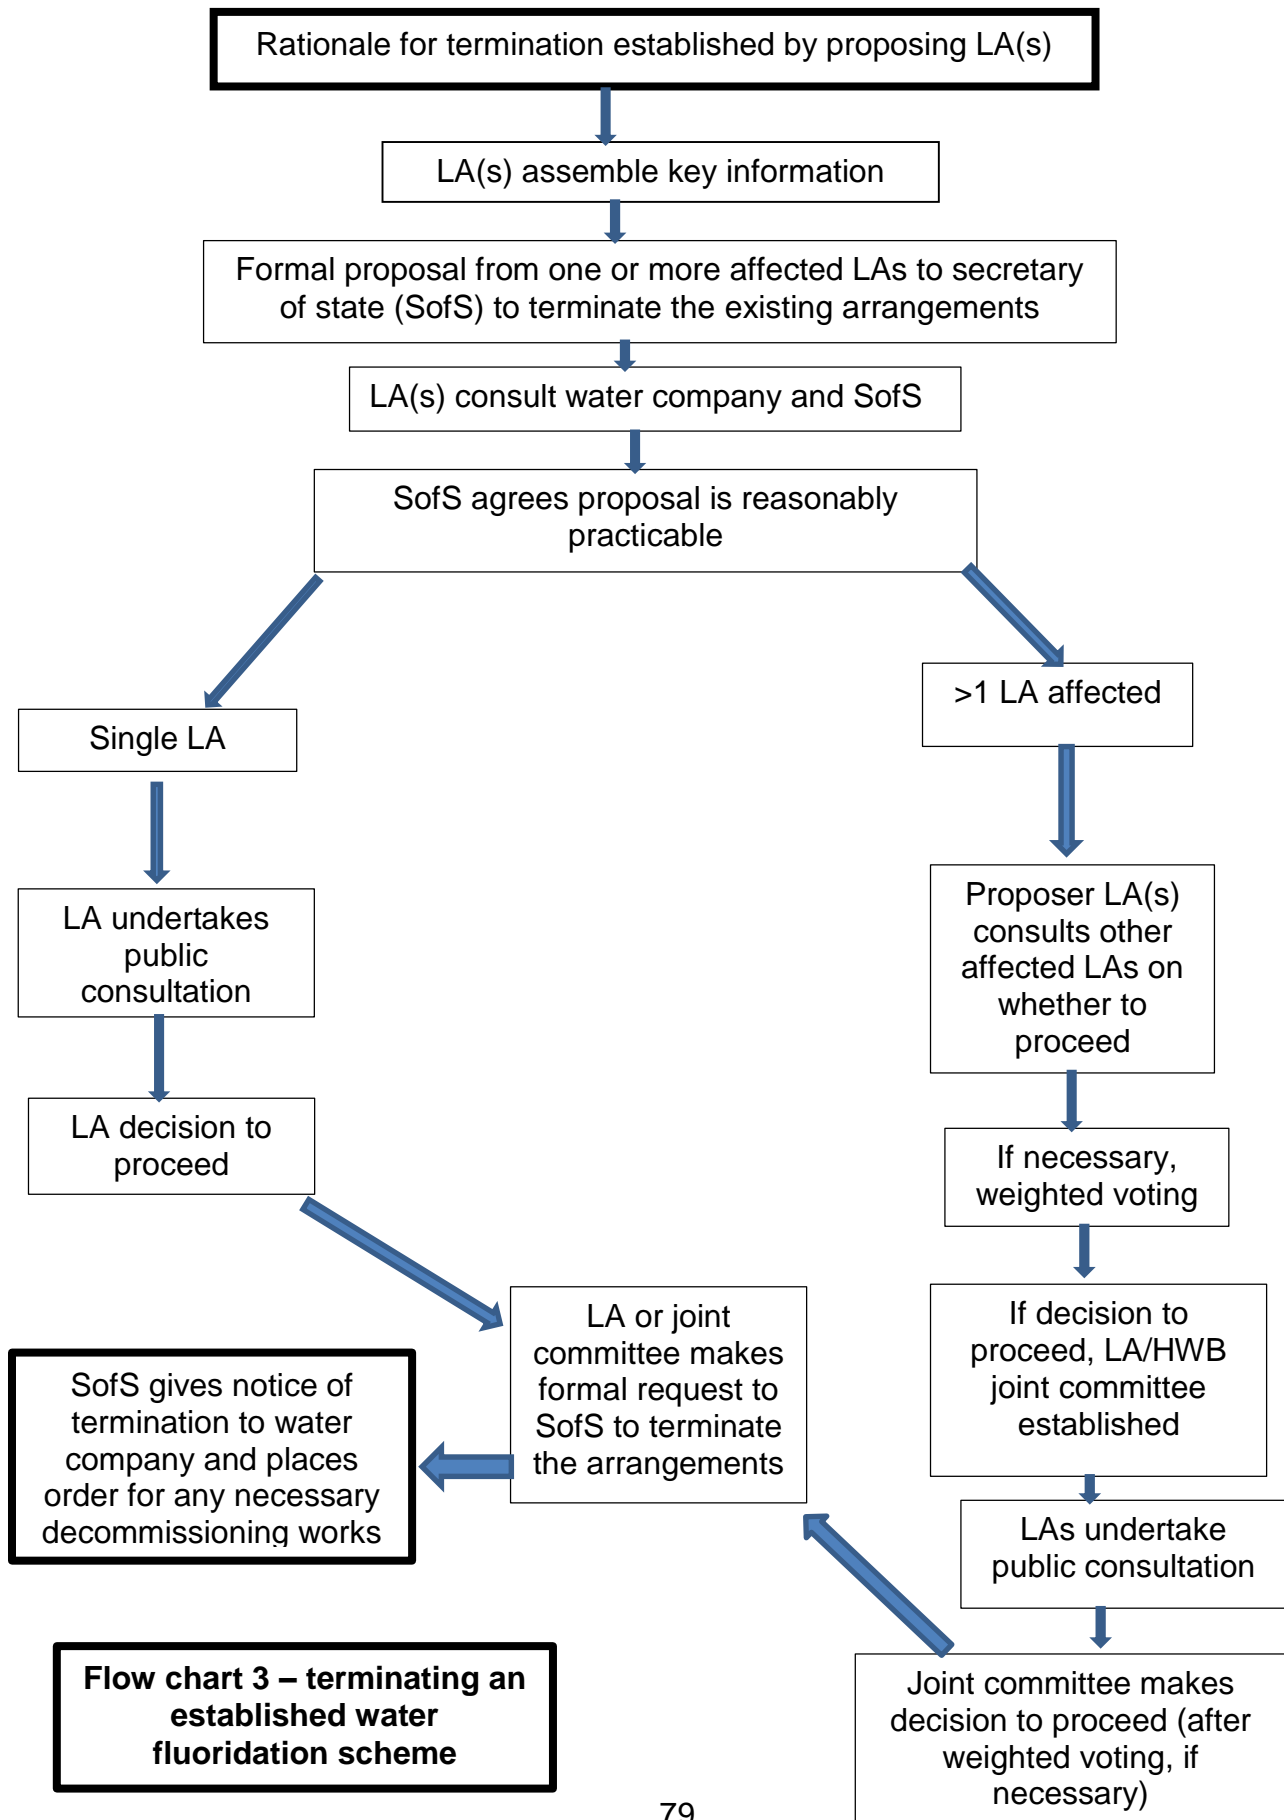 Rationale for termination established by proposing LA(s)
LA(s) assemble key information
Formal proposal from one or more affected LAs to secretary
of state (SofS) to terminate the existing arrangements
LA(s) consult water company and SofS
SofS agrees proposal is reasonably
practicable
Single LA
>1 LA affected
LA undertakes
public
consultation
Proposer LA(s)
consults other
affected LAs on
whether to
proceed
LA decision to
proceed
If necessary,
weighted voting
If decision to
proceed, LA/HWB
joint committee
established
LA or joint
committee makes
formal request to
SofS to terminate
the arrangements
SofS gives notice of
termination to water
company and places
order for any necessary
decommissioning works
LAs undertake
public consultation
Joint committee makes
decision to proceed (after
weighted voting, if
necessary)
Flow chart 3 – terminating an
established water
fluoridation scheme
79